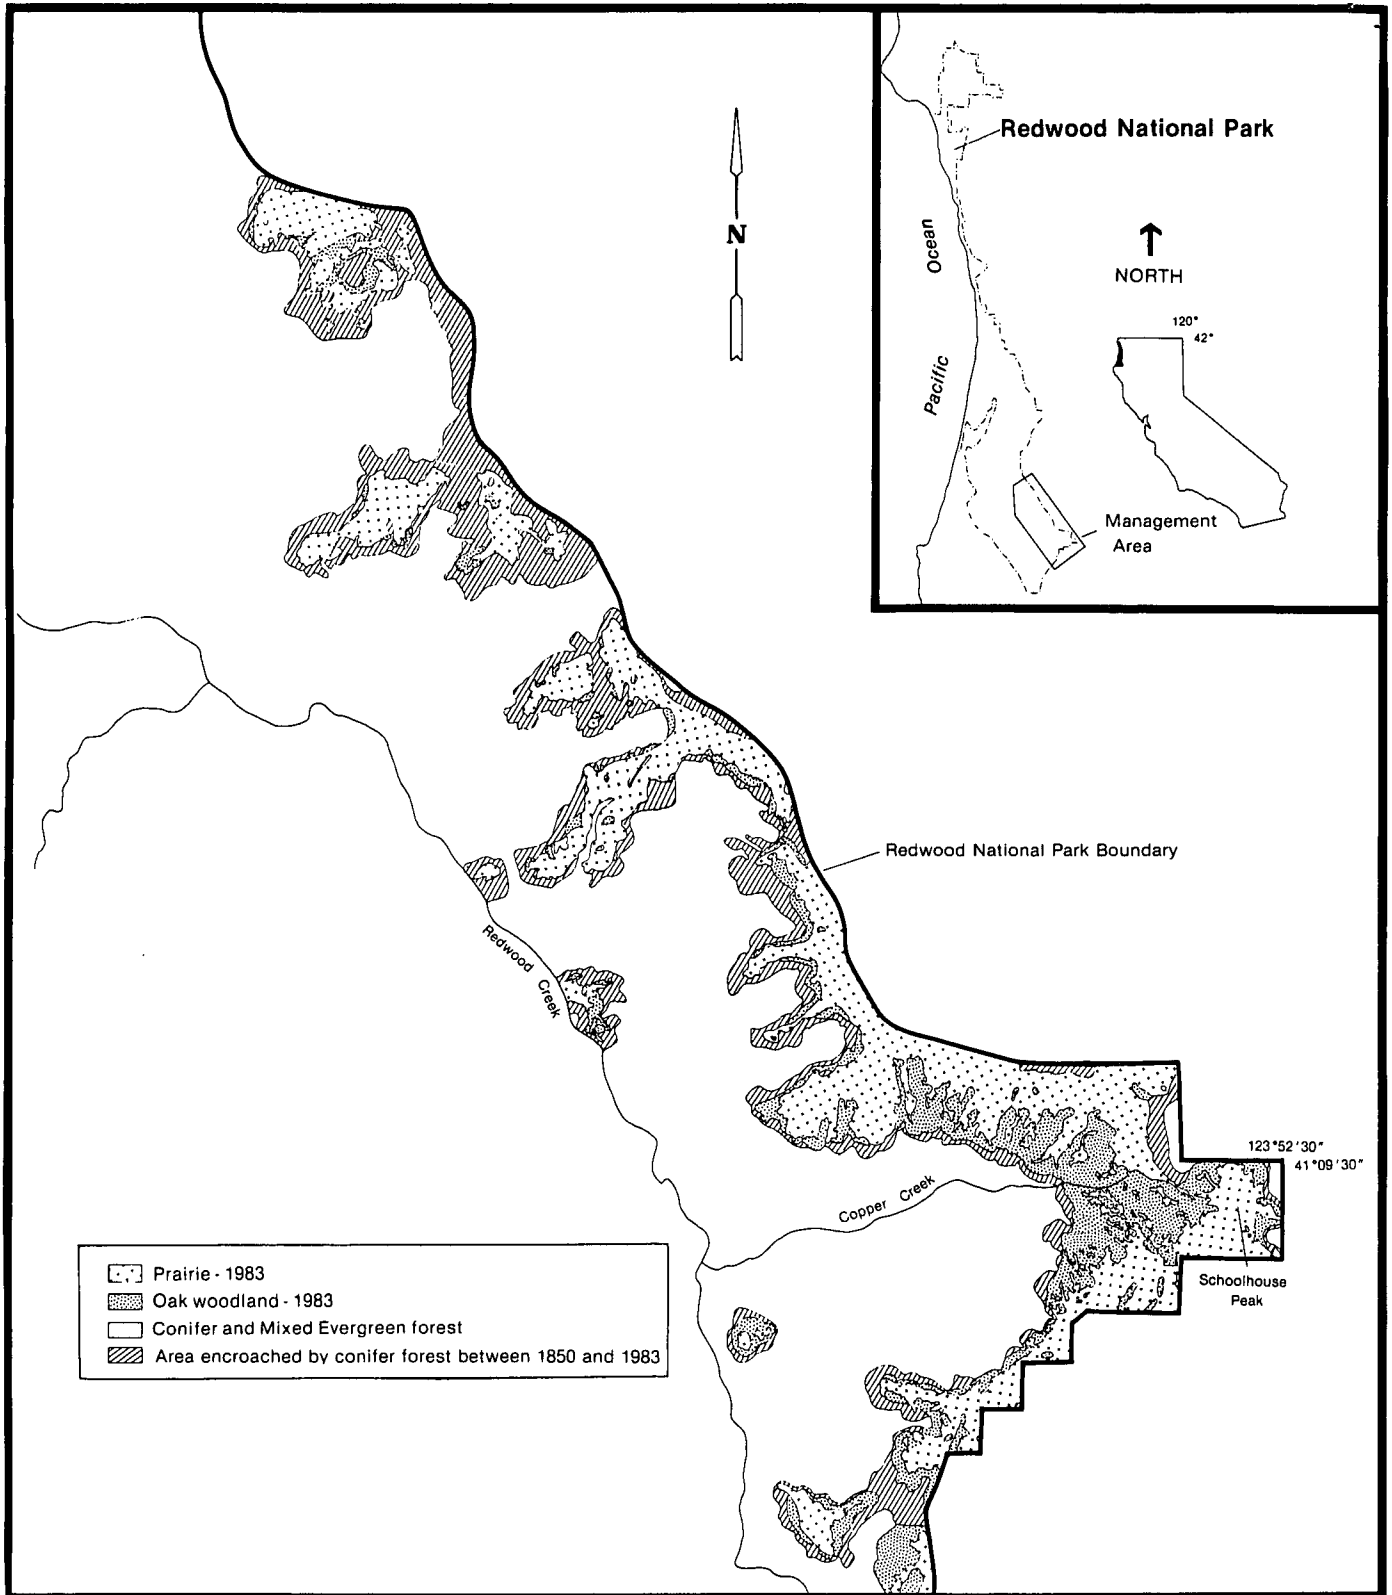 Redwood National Park
Ocean
Pacific
NORTH
120°
42°
Management
Area
N
Redwood National Park Boundary
Redwood Creek
123°52'30"
41°09'30"
Copper Creek
Schoolhouse
Peak
Prairie - 1983
Oak woodland - 1983
Conifer and Mixed Evergreen forest
Area encroached by conifer forest between 1850 and 1983